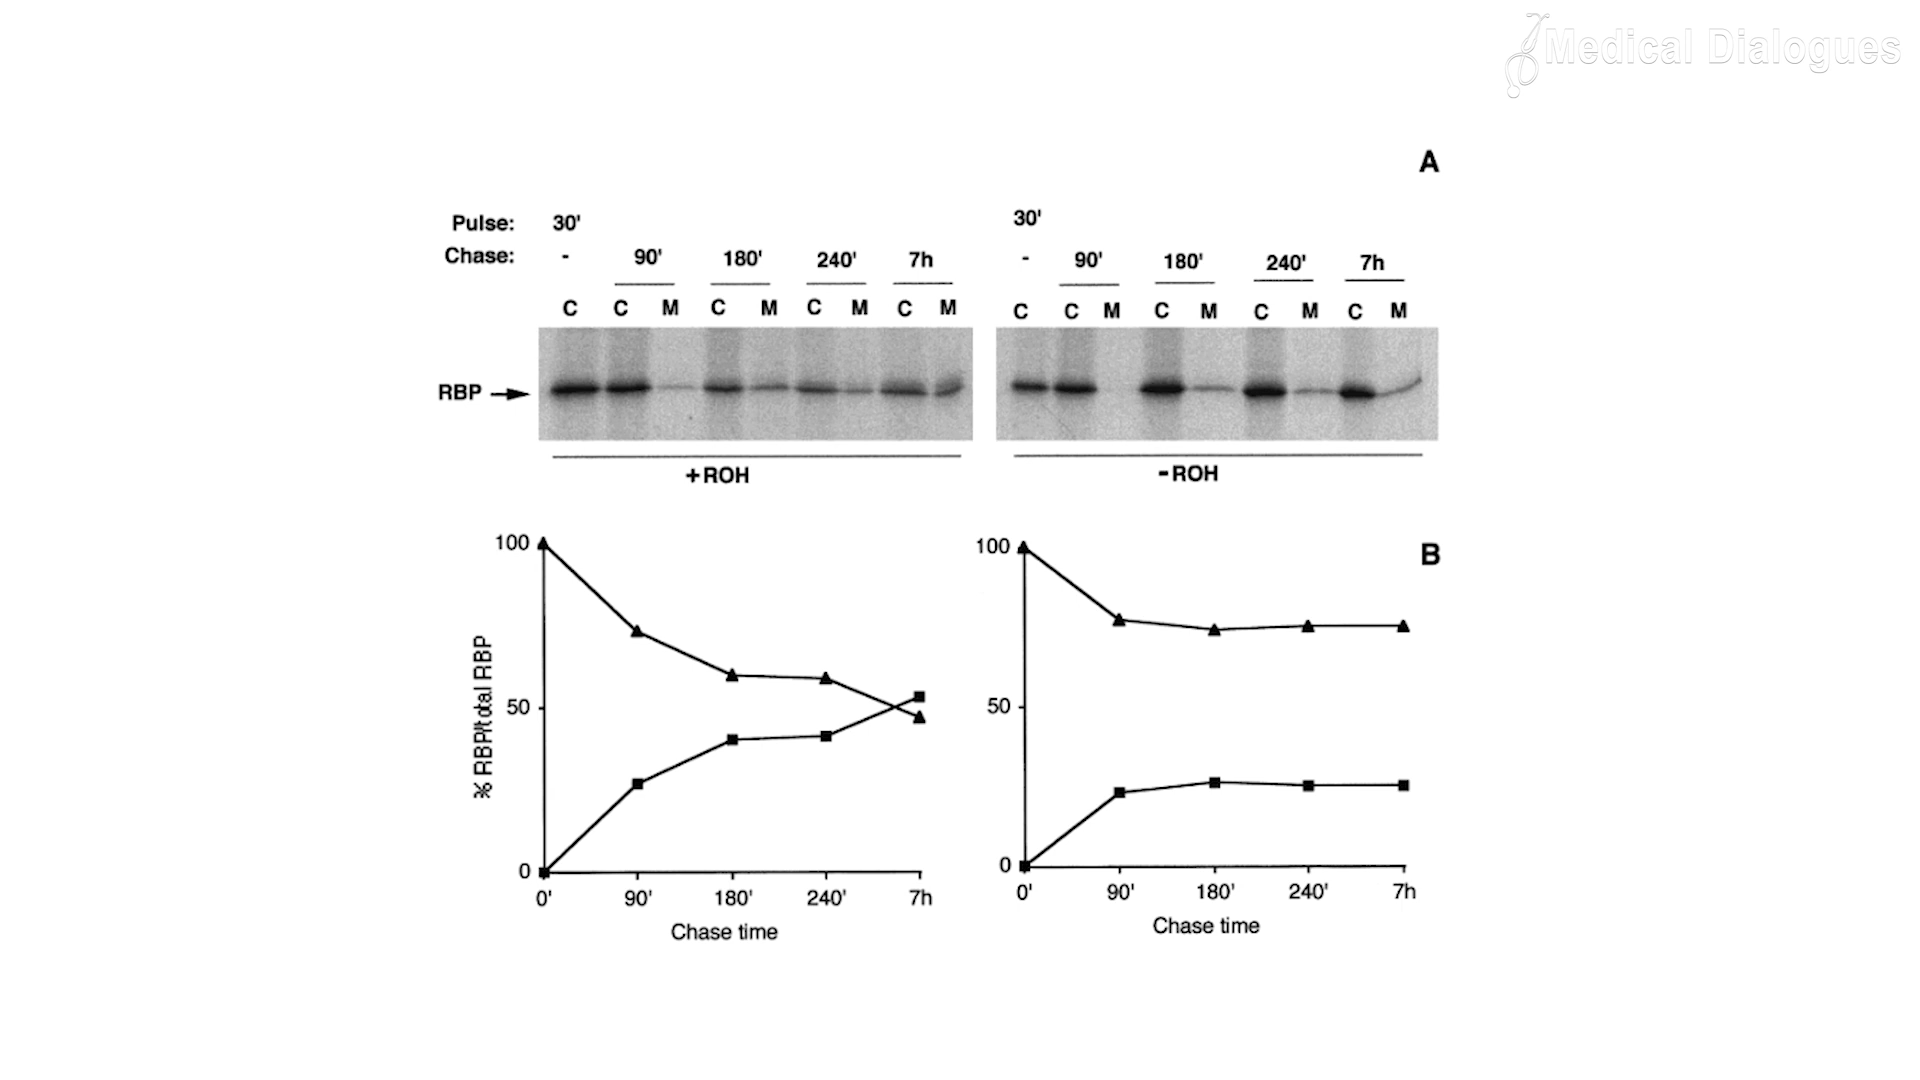 Medical Dialogues
A
Pulse: 30' 30'
Chase: - 90' 180' 240' 7h - 90' 180' 240' 7h
C C M C M C M C M C C M C M C M C M
RBP
+ROH -ROH
B
% RBP/total RBP
100
50
0
0' 90' 180' 240' 7h
Chase time
100
50
0
0' 90' 180' 240' 7h
Chase time